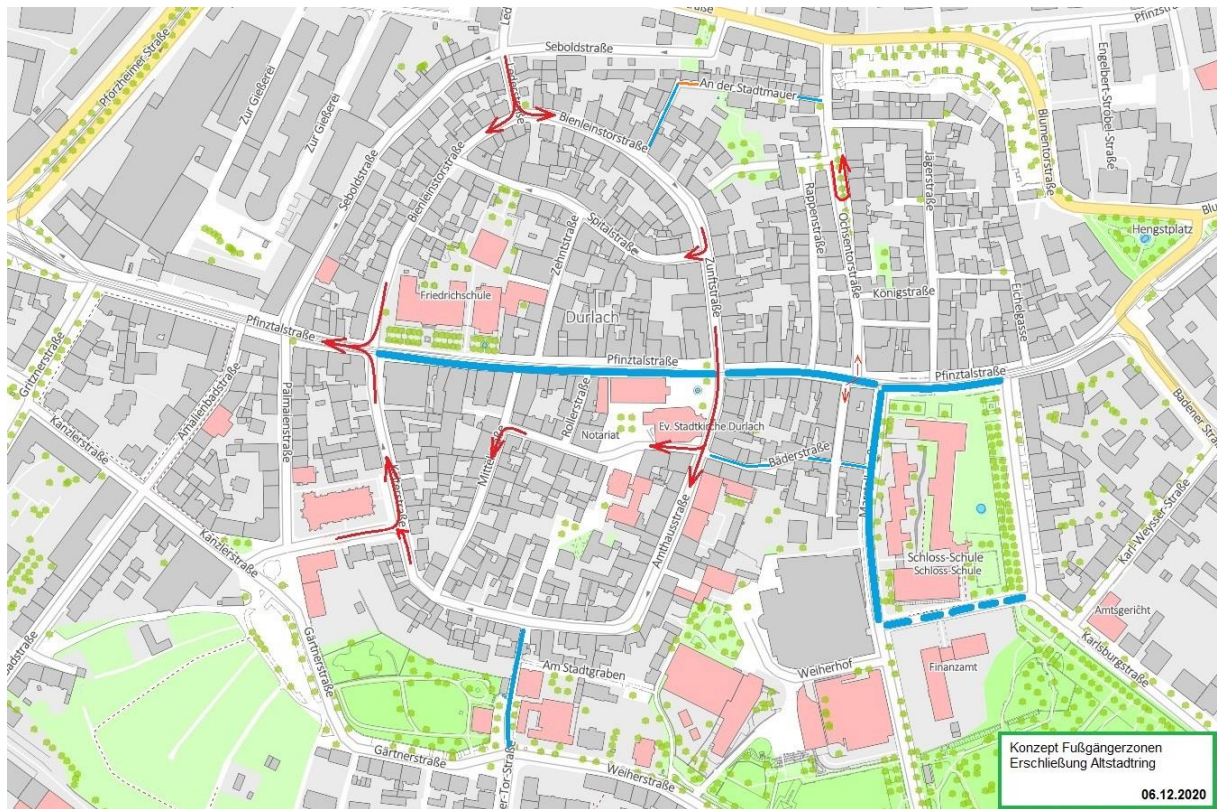 Seboldstraße
Pfinzstraße
Pforzheimer-Straße
Zur Gießerei
Zur Gießerei
An der Stadtmauer
Engelbert-Strobel-Straße
Blumentorstraße
Bienleinstorstraße
Seboldstraße
Bienleinstorstraße
Jägerstraße
Rappenstraße
Ochsentorstraße
Spitalstraße
Zehntstraße
Zunftstraße
Hengstplatz
Königstraße
Eichelgasse
Friedrichschule
Durlach
Pfinztalstraße
Pfinztalstraße
Pfinztalstraße
Gritznerstraße
Amalienbadstraße
Palmaienstraße
Kanzlerstraße
Badener-Straße
Rollerstraße
Notariat
Ev. Stadtkirche Durlach
Bäderstraße
Karl-Weysser-Straße
Amthausstraße
Kanzlerstraße
Schloss-Schule
Schloss-Schule
Amtsgericht
Karlsburgstraße
Finanzamt
Weiherhof
Am Stadtgraben
Gärtnerstraße
Gärtnerstraße
Weiherstraße
Konzept Fußgängerzonen
Erschließung Altstadtring
06.12.2020